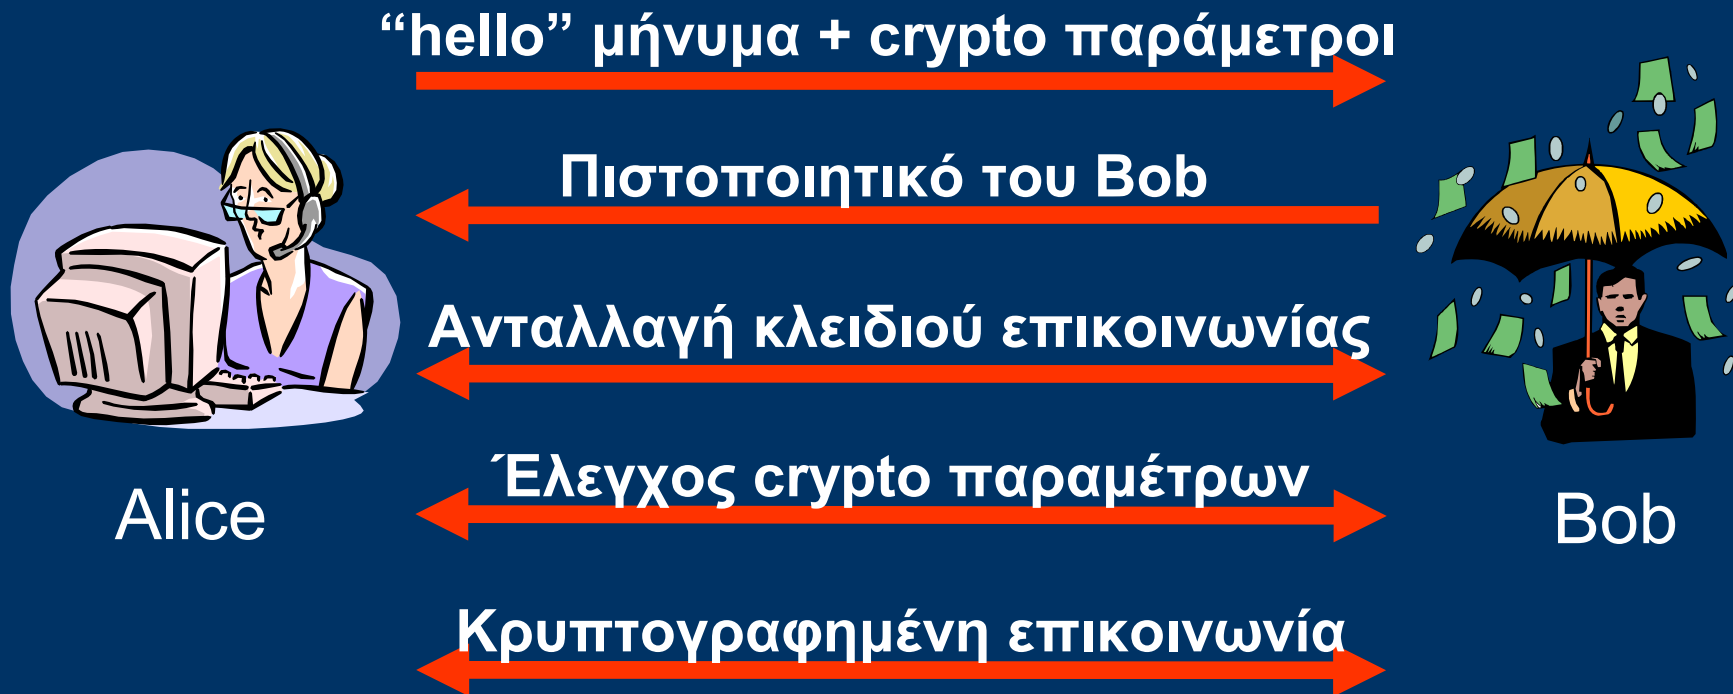 “hello” μήνυμα + crypto παράμετροι
Πιστοποιητικό του Bob
Ανταλλαγή κλειδιού επικοινωνίας
Έλεγχος crypto παραμέτρων
Alice
Bob
Κρυπτογραφημένη επικοινωνία